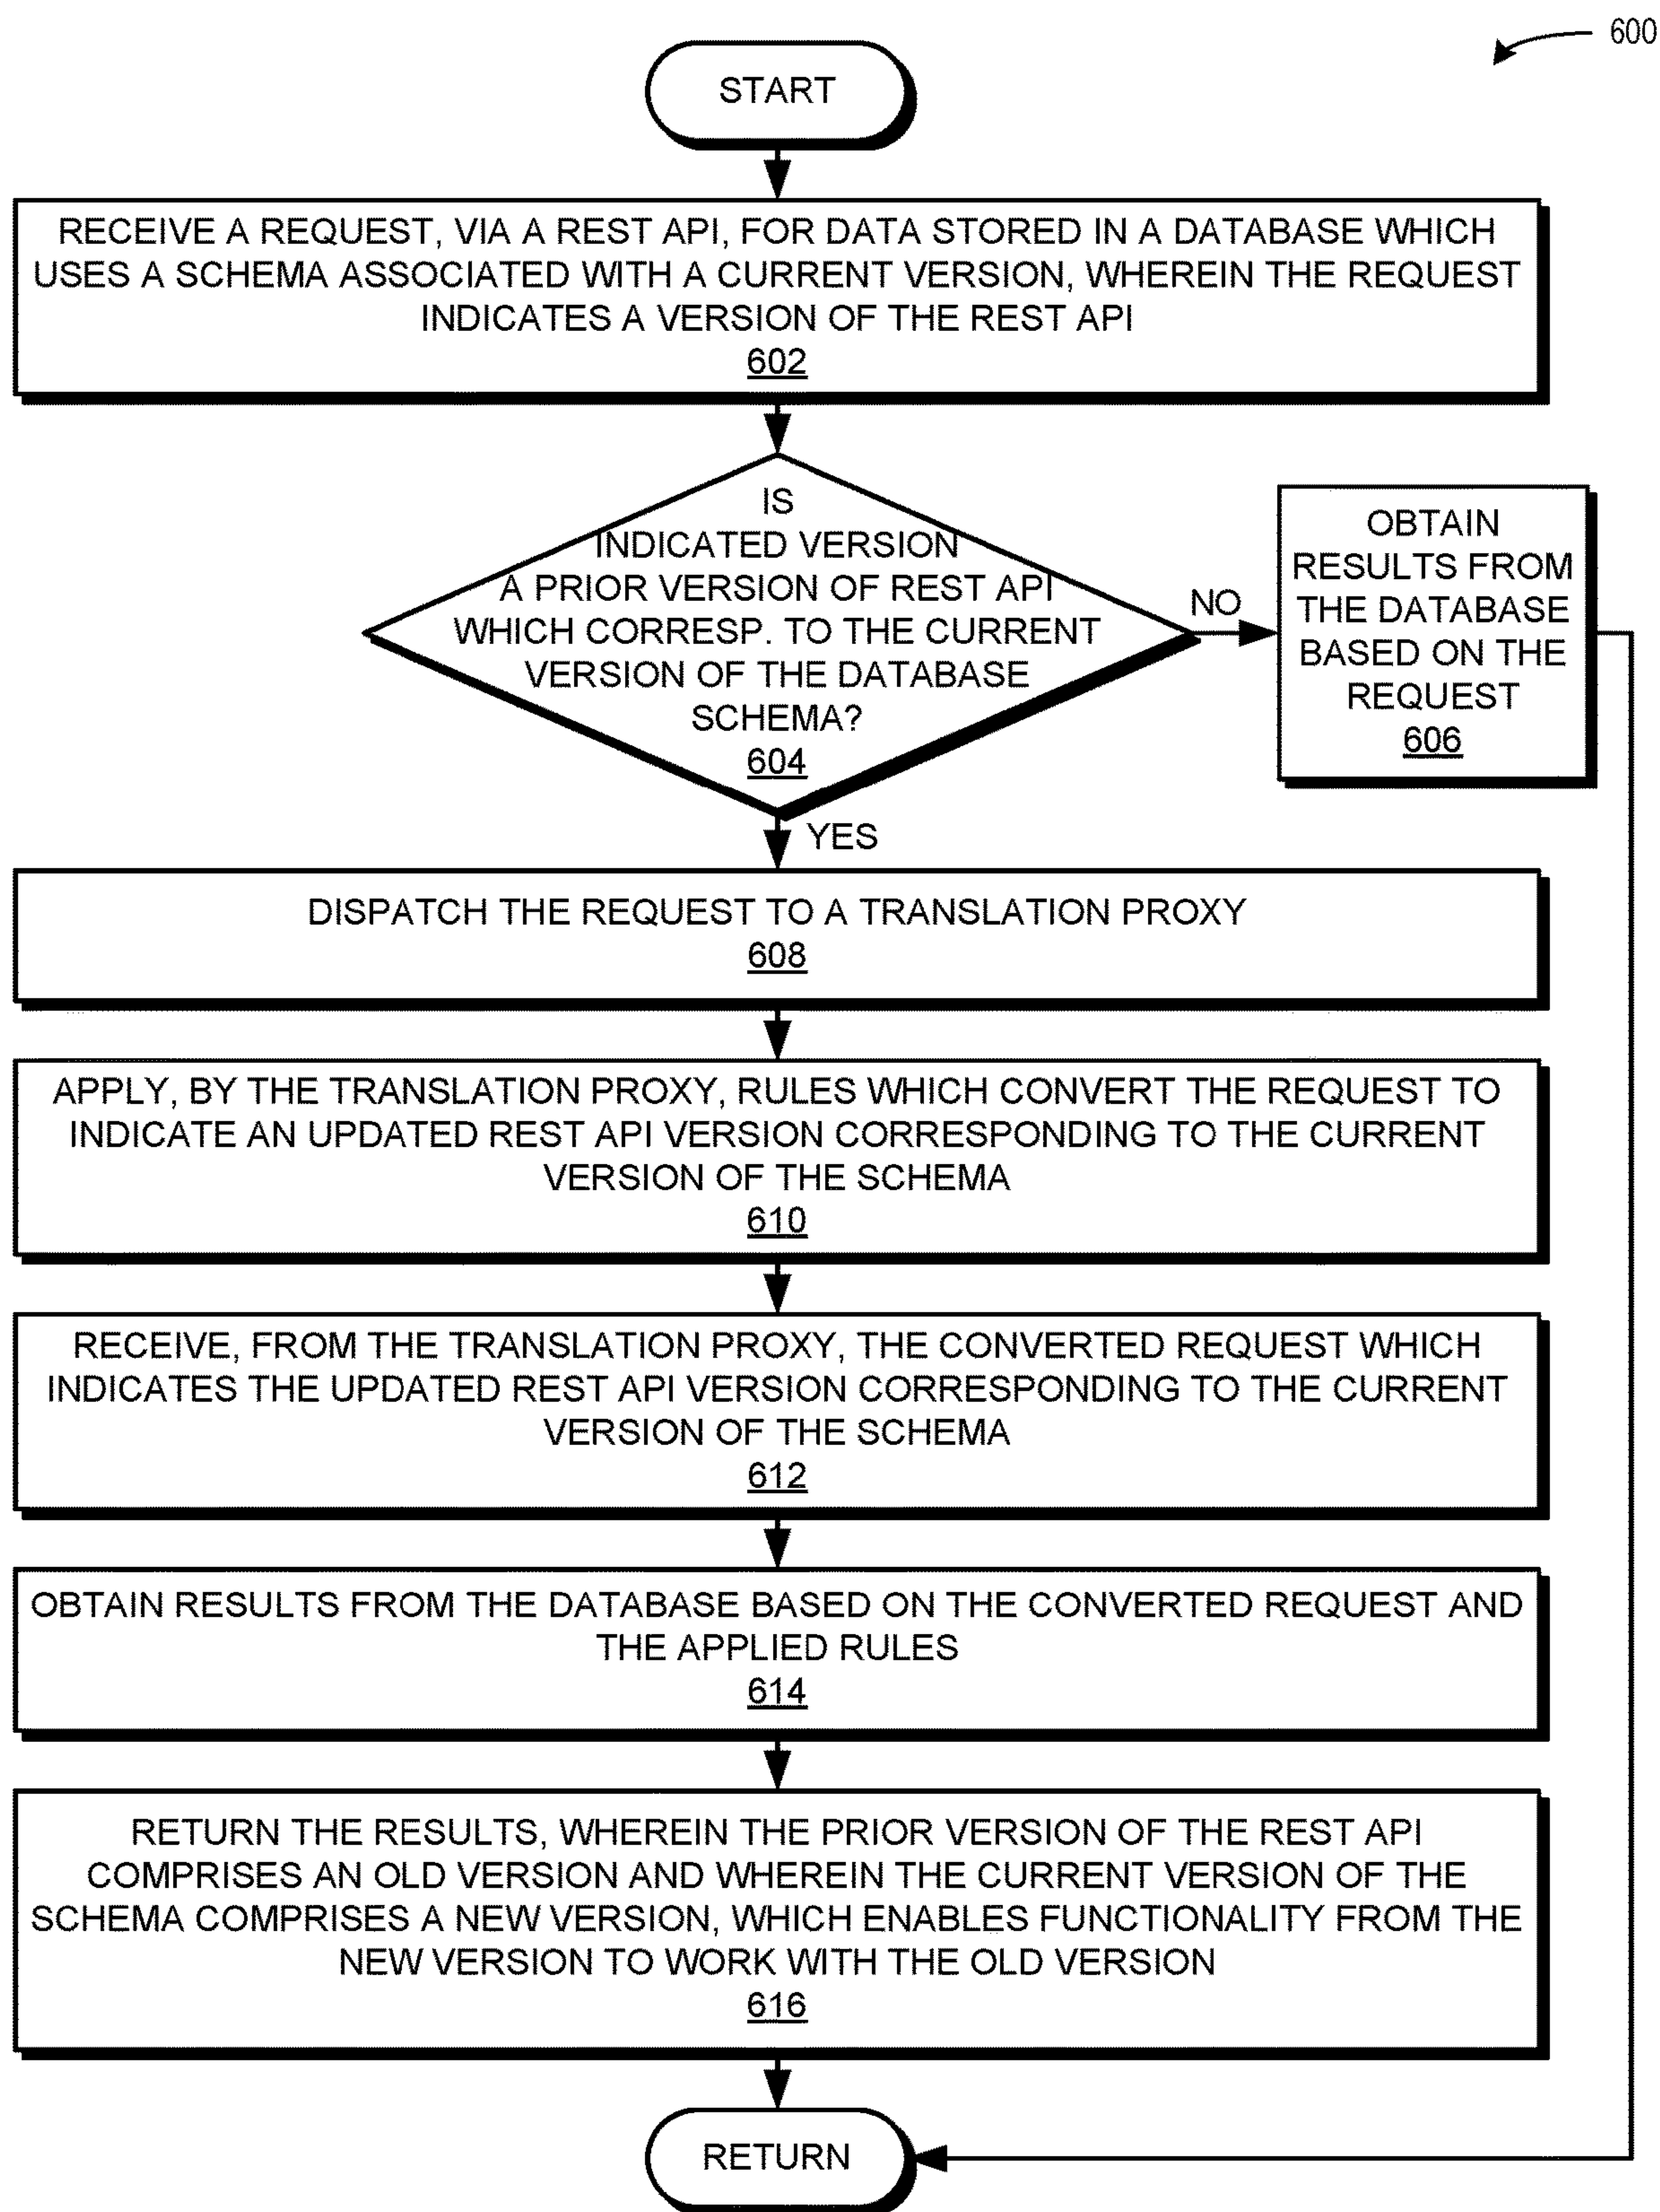 600
START
RECEIVE A REQUEST, VIA A REST API, FOR DATA STORED IN A DATABASE WHICH
USES A SCHEMA ASSOCIATED WITH A CURRENT VERSION, WHEREIN THE REQUEST
INDICATES A VERSION OF THE REST API
602
IS
INDICATED VERSION
A PRIOR VERSION OF REST API
WHICH CORRESP. TO THE CURRENT
VERSION OF THE DATABASE
SCHEMA?
604
NO
OBTAIN
RESULTS FROM
THE DATABASE
BASED ON THE
REQUEST
606
YES
DISPATCH THE REQUEST TO A TRANSLATION PROXY
608
APPLY, BY THE TRANSLATION PROXY, RULES WHICH CONVERT THE REQUEST TO
INDICATE AN UPDATED REST API VERSION CORRESPONDING TO THE CURRENT
VERSION OF THE SCHEMA
610
RECEIVE, FROM THE TRANSLATION PROXY, THE CONVERTED REQUEST WHICH
INDICATES THE UPDATED REST API VERSION CORRESPONDING TO THE CURRENT
VERSION OF THE SCHEMA
612
OBTAIN RESULTS FROM THE DATABASE BASED ON THE CONVERTED REQUEST AND
THE APPLIED RULES
614
RETURN THE RESULTS, WHEREIN THE PRIOR VERSION OF THE REST API
COMPRISES AN OLD VERSION AND WHEREIN THE CURRENT VERSION OF THE
SCHEMA COMPRISES A NEW VERSION, WHICH ENABLES FUNCTIONALITY FROM THE
NEW VERSION TO WORK WITH THE OLD VERSION
616
RETURN